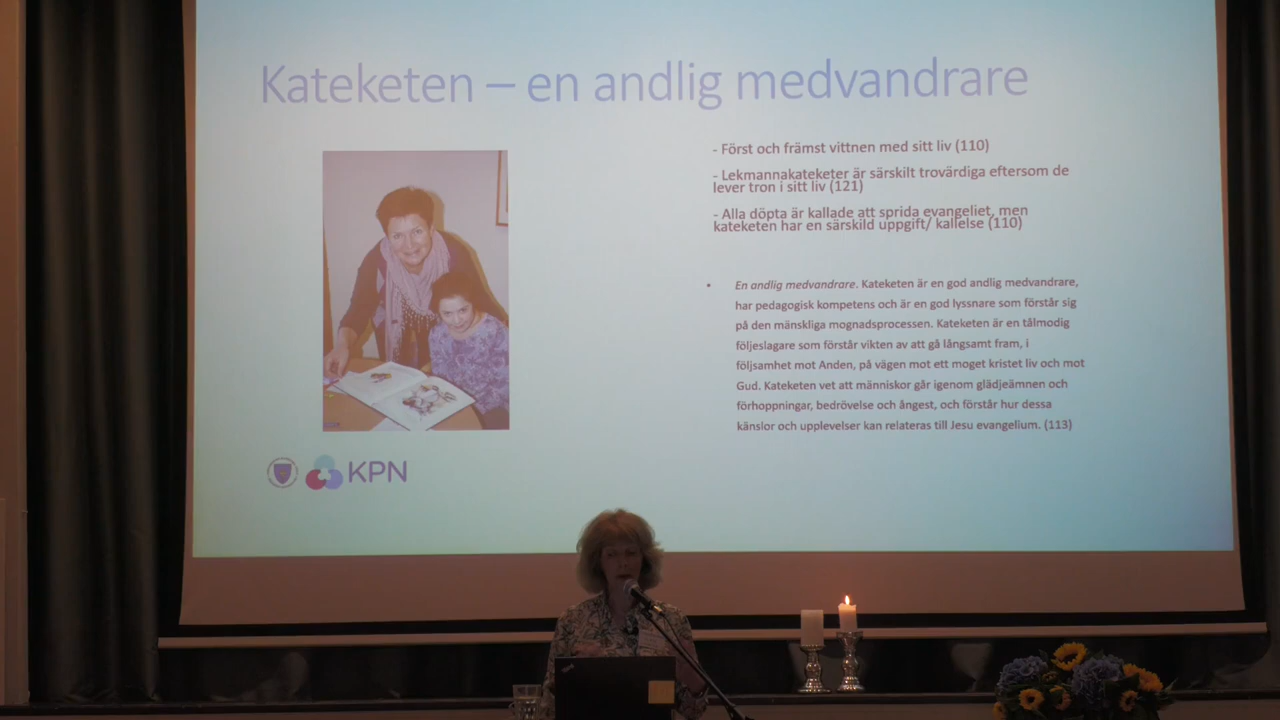 Kateketen – en andlig medvandrare
- Först och främst vittnen med sitt liv (110)
- Lekmannakateketer är särskilt trovärdiga eftersom de
lever tron i sitt liv (121)
- Alla döpta är kallade att sprida evangeliet, men
kateketen har en särskild uppgift/ kallelse (110)
• En andlig medvandrare. Kateketen är en god andlig medvandrare,
har pedagogisk kompetens och är en god lyssnare som förstår sig
på den mänskliga mognadsprocessen. Kateketen är en tålmodig
följeslagare som förstår vikten av att gå långsamt fram, i
följsamhet mot Anden, på vägen mot ett moget kristet liv och mot
Gud. Kateketen vet att människor går igenom glädjeämnen och
förhoppningar, bedrövelse och ångest, och förstår hur dessa
känslor och upplevelser kan relateras till Jesu evangelium. (113)
KPN